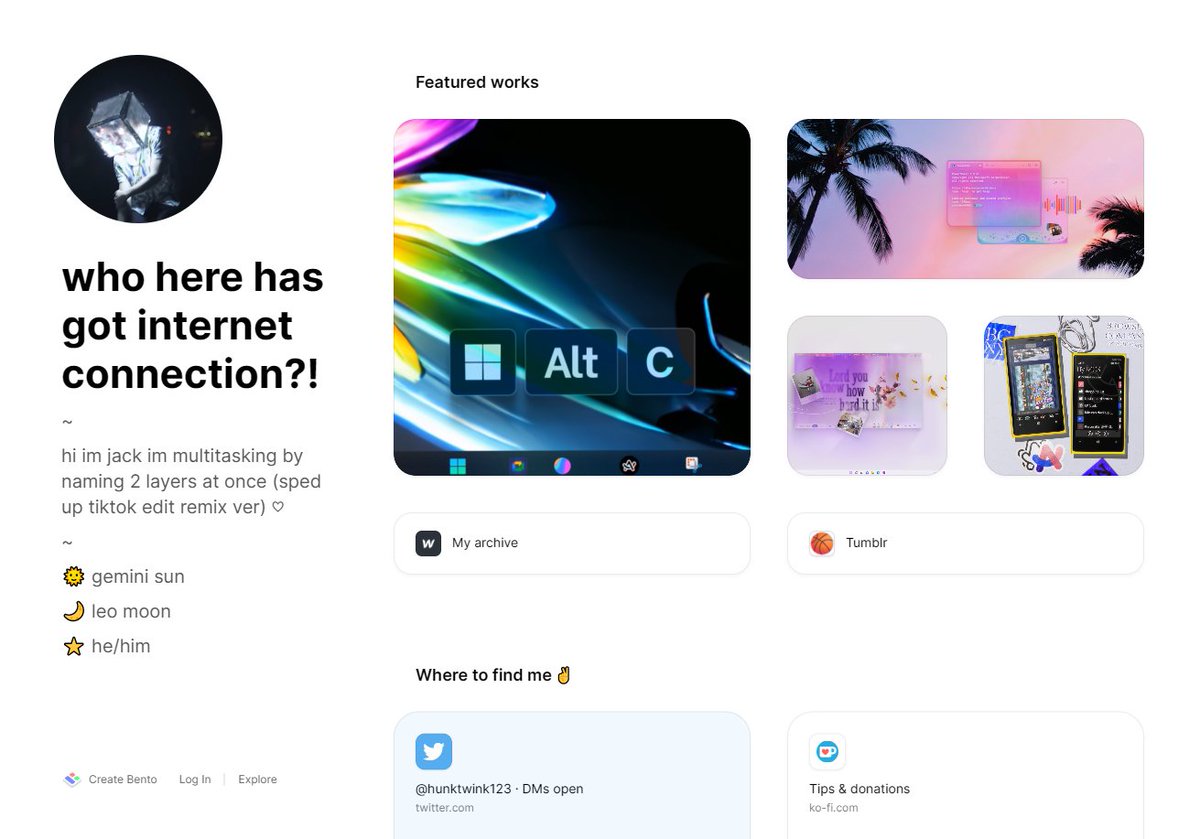 who here has
got internet
connection?!
~
hi im jack im multitasking by
naming 2 layers at once (sped
up tiktok edit remix ver) ♡
~
🌞 gemini sun
🌙 leo moon
⭐ he/him
Create Bento
Log In
Explore
Featured works
Alt
C
Lord you
know how
hard it is
w
My archive
Tumblr
Where to find me ✌️
@hunktwink123 · DMs open
twitter.com
Tips & donations
ko-fi.com